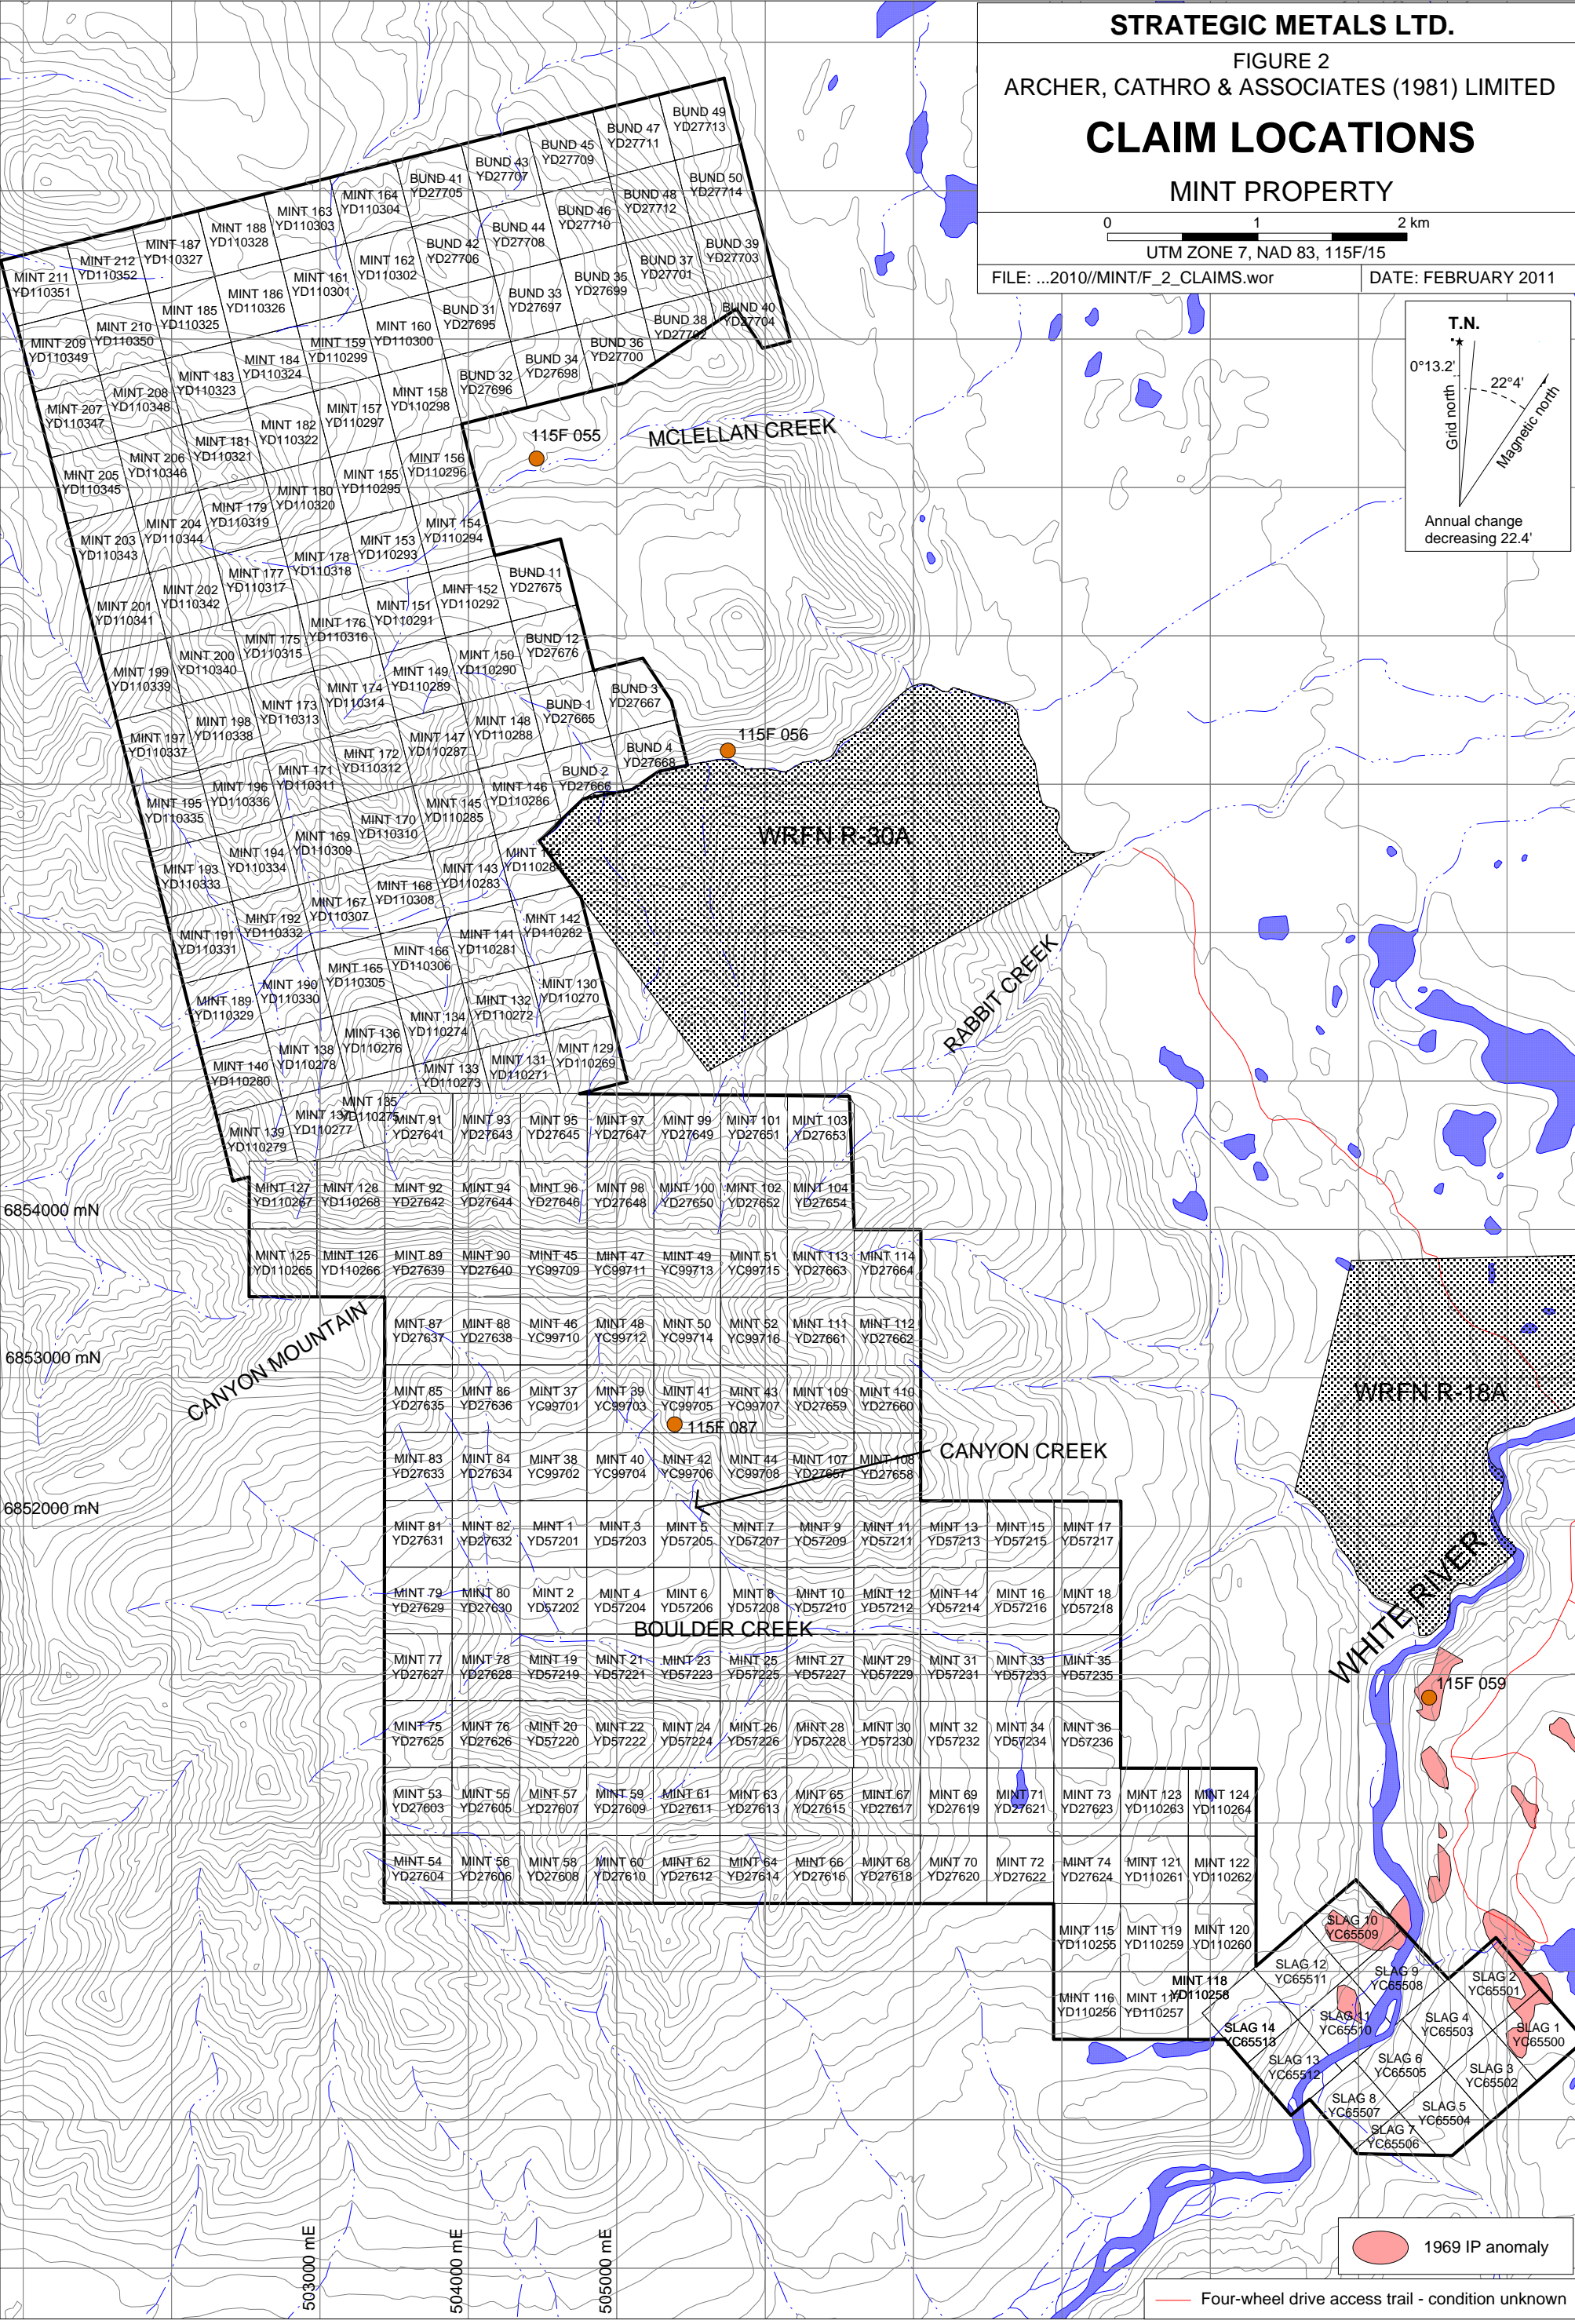 STRATEGIC METALS LTD.
FIGURE 2
ARCHER, CATHRO & ASSOCIATES (1981) LIMITED
CLAIM LOCATIONS
MINT PROPERTY
0 1 2 km
UTM ZONE 7, NAD 83, 115F/15
FILE: ...2010//MINT/F_2_CLAIMS.wor
DATE: FEBRUARY 2011
T.N.
0°13.2'
22°4'
Grid north
Magnetic north
Annual change
decreasing 22.4'
BUND 49
YD27713
BUND 47
YD27711
BUND 45
YD27709
BUND 43
YD27707
BUND 41
YD27705
MINT 164
YD110304
MINT 163
YD110303
MINT 188
YD110328
MINT 187
YD110327
MINT 212
YD110352
MINT 211
YD110351
BUND 50
YD27714
BUND 48
YD27712
BUND 46
YD27710
BUND 44
YD27708
BUND 42
YD27706
MINT 162
YD110302
MINT 161
YD110301
MINT 186
YD110326
MINT 185
YD110325
MINT 210
YD110350
MINT 209
YD110349
BUND 39
YD27703
BUND 37
YD27701
BUND 35
YD27699
BUND 33
YD27697
BUND 31
YD27695
MINT 160
YD110300
MINT 159
YD110299
MINT 184
YD110324
MINT 183
YD110323
MINT 208
YD110348
MINT 207
YD110347
BUND 40
YD27704
BUND 38
YD27702
BUND 36
YD27700
BUND 34
YD27698
BUND 32
YD27696
MINT 158
YD110298
MINT 157
YD110297
MINT 182
YD110322
MINT 181
YD110321
MINT 206
YD110346
MINT 205
YD110345
115F 055
MCLELLAN CREEK
MINT 156
YD110296
MINT 155
YD110295
MINT 180
YD110320
MINT 179
YD110319
MINT 204
YD110344
MINT 203
YD110343
MINT 154
YD110294
MINT 153
YD110293
MINT 178
YD110318
MINT 177
YD110317
MINT 202
YD110342
MINT 201
YD110341
BUND 11
YD27675
MINT 152
YD110292
MINT 151
YD110291
MINT 176
YD110316
MINT 175
YD110315
MINT 200
YD110340
MINT 199
YD110339
BUND 12
YD27676
MINT 150
YD110290
MINT 149
YD110289
MINT 174
YD110314
MINT 173
YD110313
MINT 198
YD110338
MINT 197
YD110337
BUND 3
YD27667
BUND 1
YD27665
MINT 148
YD110288
MINT 147
YD110287
MINT 172
YD110312
MINT 171
YD110311
MINT 196
YD110336
MINT 195
YD110335
115F 056
BUND 4
YD27668
BUND 2
YD27666
MINT 146
YD110286
MINT 145
YD110285
MINT 170
YD110310
MINT 169
YD110309
MINT 194
YD110334
MINT 193
YD110333
WRFN R-30A
MINT 144
YD110284
MINT 143
YD110283
MINT 168
YD110308
MINT 167
YD110307
MINT 192
YD110332
MINT 191
YD110331
MINT 142
YD110282
MINT 141
YD110281
MINT 166
YD110306
MINT 165
YD110305
MINT 190
YD110330
MINT 189
YD110329
RABBIT CREEK
MINT 130
YD110270
MINT 132
YD110272
MINT 134
YD110274
MINT 136
YD110276
MINT 138
YD110278
MINT 140
YD110280
MINT 129
YD110269
MINT 131
YD110271
MINT 133
YD110273
MINT 135
YD110275
MINT 137
YD110277
MINT 139
YD110279
MINT 91
YD27641
MINT 93
YD27643
MINT 95
YD27645
MINT 97
YD27647
MINT 99
YD27649
MINT 101
YD27651
MINT 103
YD27653
MINT 127
YD110267
MINT 128
YD110268
MINT 92
YD27642
MINT 94
YD27644
MINT 96
YD27646
MINT 98
YD27648
MINT 100
YD27650
MINT 102
YD27652
MINT 104
YD27654
6854000 mN
MINT 125
YD110265
MINT 126
YD110266
MINT 89
YD27639
MINT 90
YD27640
MINT 45
YC99709
MINT 47
YC99711
MINT 49
YC99713
MINT 51
YC99715
MINT 113
YD27663
MINT 114
YD27664
CANYON MOUNTAIN
6853000 mN
MINT 87
YD27637
MINT 88
YD27638
MINT 46
YC99710
MINT 48
YC99712
MINT 50
YC99714
MINT 52
YC99716
MINT 111
YD27661
MINT 112
YD27662
MINT 85
YD27635
MINT 86
YD27636
MINT 37
YC99701
MINT 39
YC99703
MINT 41
YC99705
MINT 43
YC99707
MINT 109
YD27659
MINT 110
YD27660
115F 087
WRFN R-18A
MINT 83
YD27633
MINT 84
YD27634
MINT 38
YC99702
MINT 40
YC99704
MINT 42
YC99706
MINT 44
YC99708
MINT 107
YD27657
MINT 108
YD27658
CANYON CREEK
6852000 mN
MINT 81
YD27631
MINT 82
YD27632
MINT 1
YD57201
MINT 3
YD57203
MINT 5
YD57205
MINT 7
YD57207
MINT 9
YD57209
MINT 11
YD57211
MINT 13
YD57213
MINT 15
YD57215
MINT 17
YD57217
MINT 79
YD27629
MINT 80
YD27630
MINT 2
YD57202
MINT 4
YD57204
MINT 6
YD57206
MINT 8
YD57208
MINT 10
YD57210
MINT 12
YD57212
MINT 14
YD57214
MINT 16
YD57216
MINT 18
YD57218
BOULDER CREEK
WHITE RIVER
MINT 77
YD27627
MINT 78
YD27628
MINT 19
YD57219
MINT 21
YD57221
MINT 23
YD57223
MINT 25
YD57225
MINT 27
YD57227
MINT 29
YD57229
MINT 31
YD57231
MINT 33
YD57233
MINT 35
YD57235
115F 059
MINT 75
YD27625
MINT 76
YD27626
MINT 20
YD57220
MINT 22
YD57222
MINT 24
YD57224
MINT 26
YD57226
MINT 28
YD57228
MINT 30
YD57230
MINT 32
YD57232
MINT 34
YD57234
MINT 36
YD57236
MINT 53
YD27603
MINT 55
YD27605
MINT 57
YD27607
MINT 59
YD27609
MINT 61
YD27611
MINT 63
YD27613
MINT 65
YD27615
MINT 67
YD27617
MINT 69
YD27619
MINT 71
YD27621
MINT 73
YD27623
MINT 123
YD110263
MINT 124
YD110264
MINT 54
YD27604
MINT 56
YD27606
MINT 58
YD27608
MINT 60
YD27610
MINT 62
YD27612
MINT 64
YD27614
MINT 66
YD27616
MINT 68
YD27618
MINT 70
YD27620
MINT 72
YD27622
MINT 74
YD27624
MINT 121
YD110261
MINT 122
YD110262
MINT 115
YD110255
MINT 119
YD110259
MINT 120
YD110260
MINT 116
YD110256
MINT 117
YD110257
MINT 118
YD110258
SLAG 10
YC65509
SLAG 12
YC65511
SLAG 9
YC65508
SLAG 2
YC65501
SLAG 14
YC65513
SLAG 11
YC65510
SLAG 4
YC65503
SLAG 1
YC65500
SLAG 13
YC65512
SLAG 6
YC65505
SLAG 3
YC65502
SLAG 8
YC65507
SLAG 5
YC65504
SLAG 7
YC65506
503000 mE
504000 mE
505000 mE
1969 IP anomaly
Four-wheel drive access trail - condition unknown